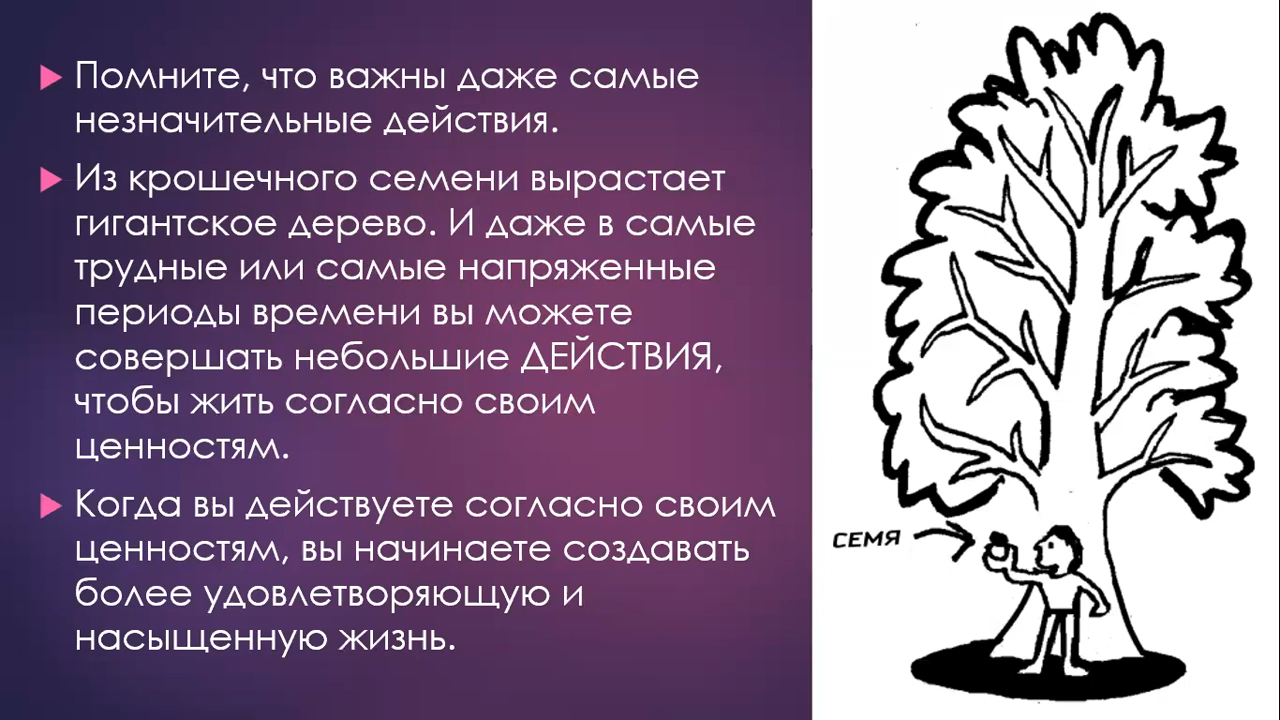 Помните, что важны даже самые
незначительные действия.
Из крошечного семени вырастает
гигантское дерево. И даже в самые
трудные или самые напряженные
периоды времени вы можете
совершать небольшие ДЕЙСТВИЯ,
чтобы жить согласно своим
ценностям.
Когда вы действуете согласно своим
ценностям, вы начинаете создавать
более удовлетворяющую и
насыщенную жизнь.
СЕМЯ